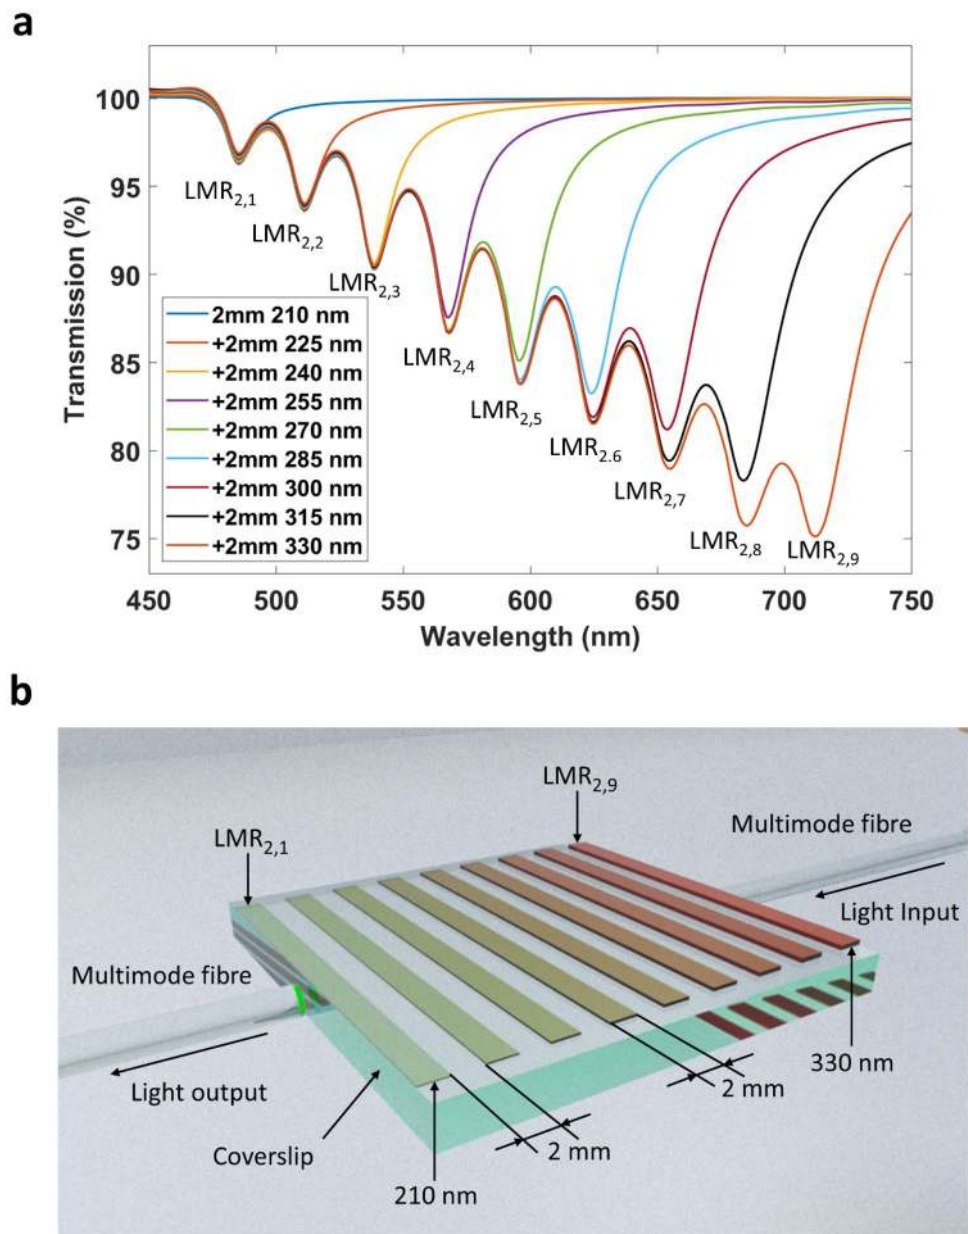 a
Transmission (%)
100
95
90
85
80
75
LMR2,1
LMR2,2
LMR2,3
LMR2,4
LMR2,5
LMR2.6
LMR2,7
LMR2,8
LMR2,9
2mm 210 nm
+2mm 225 nm
+2mm 240 nm
+2mm 255 nm
+2mm 270 nm
+2mm 285 nm
+2mm 300 nm
+2mm 315 nm
+2mm 330 nm
450 500 550 600 650 700 750
Wavelength (nm)
b
LMR2,9
LMR2,1
Multimode fibre
Light Input
Multimode fibre
330 nm
Light output
2 mm
Coverslip
2 mm
210 nm